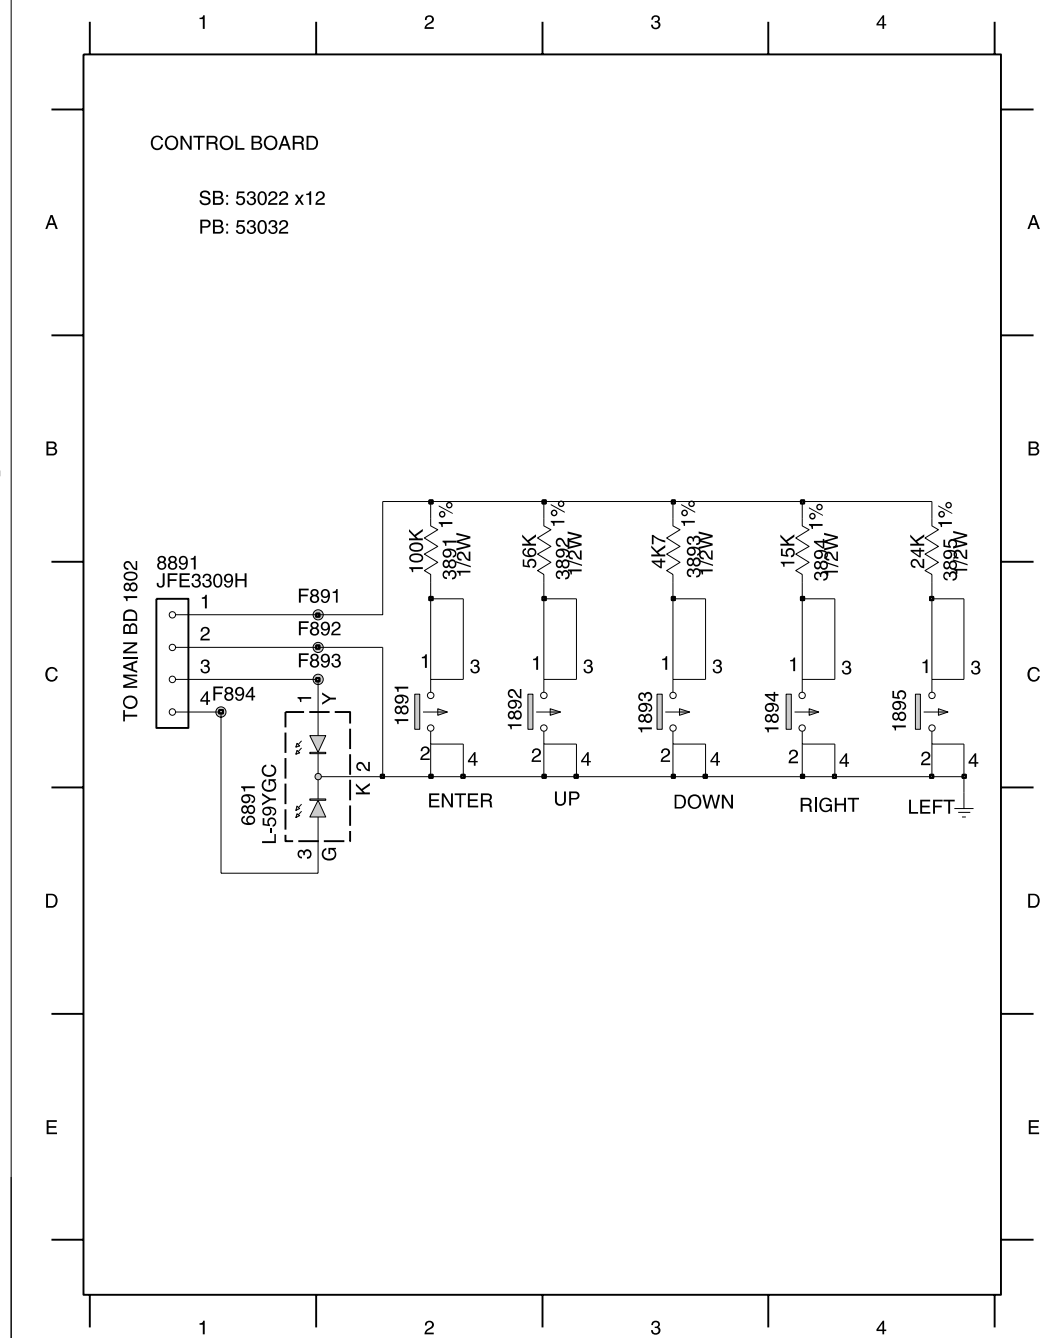 1 2 3 4
CONTROL BOARD
SB: 53022 x12
PB: 53032
A A
B B
100K 3891 1% 1/2W
56K 3892 1% 1/2W
4K7 3893 1% 1/2W
15K 3894 1% 1/2W
24K 3895 1% 1/2W
8891
JFE3309H
TO MAIN BD 1802
1 F891
2 F892
3 F893
4 F894
C C
1 Y
K 2
3 G
6891
L-59YGC
1 3 1891 2 4
1 3 1892 2 4
1 3 1893 2 4
1 3 1894 2 4
1 3 1895 2 4
ENTER UP DOWN RIGHT LEFT
D D
E E
1 2 3 4